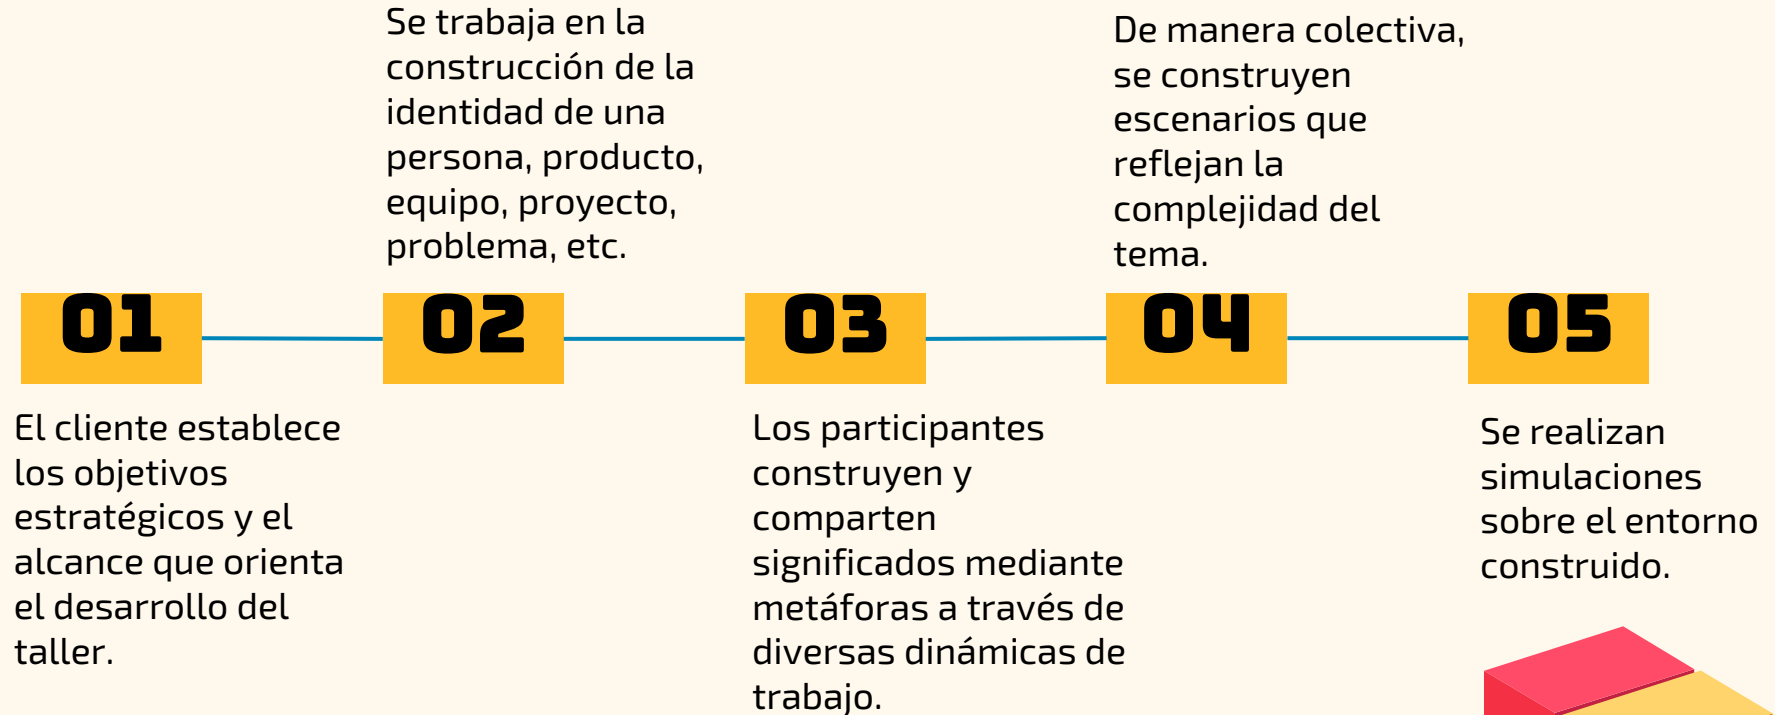 01
El cliente establece
los objetivos
estratégicos y el
alcance que orienta
el desarrollo del
taller.
Se trabaja en la
construcción de la
identidad de una
persona, producto,
equipo, proyecto,
problema, etc.
02
03
Los participantes
construyen y
comparten
significados mediante
metáforas a través de
diversas dinámicas de
trabajo.
De manera colectiva,
se construyen
escenarios que
reflejan la
complejidad del
tema.
04
05
Se realizan
simulaciones
sobre el entorno
construido.